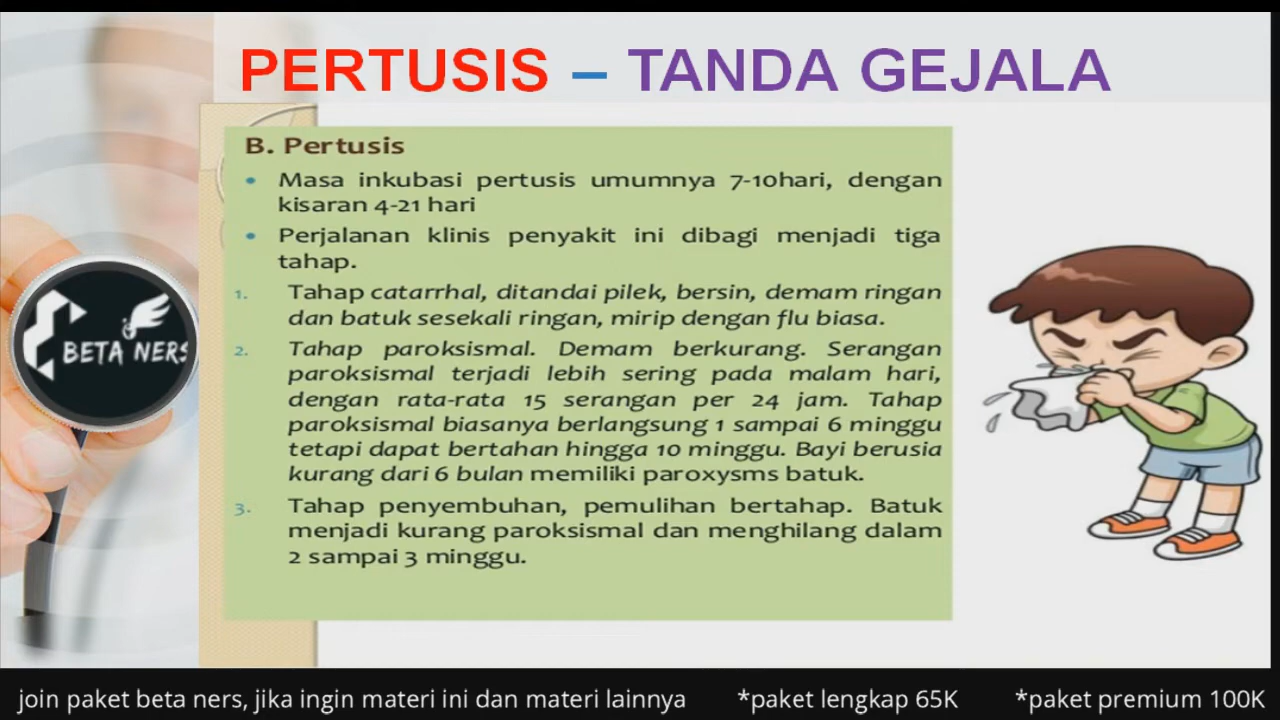 PERTUSIS – TANDA GEJALA
B. Pertusis
• Masa inkubasi pertusis umumnya 7-10hari, dengan
kisaran 4-21 hari
• Perjalanan klinis penyakit ini dibagi menjadi tiga
tahap.
1. Tahap catarrhal, ditandai pilek, bersin, demam ringan
dan batuk sesekali ringan, mirip dengan flu biasa.
2. Tahap paroksismal. Demam berkurang. Serangan
paroksismal terjadi lebih sering pada malam hari,
dengan rata-rata 15 serangan per 24 jam. Tahap
paroksismal biasanya berlangsung 1 sampai 6 minggu
tetapi dapat bertahan hingga 10 minggu. Bayi berusia
kurang dari 6 bulan memiliki paroxysms batuk.
3. Tahap penyembuhan, pemulihan bertahap. Batuk
menjadi kurang paroksismal dan menghilang dalam
2 sampai 3 minggu.
BETA NERS
join paket beta ners, jika ingin materi ini dan materi lainnya *paket lengkap 65K *paket premium 100K